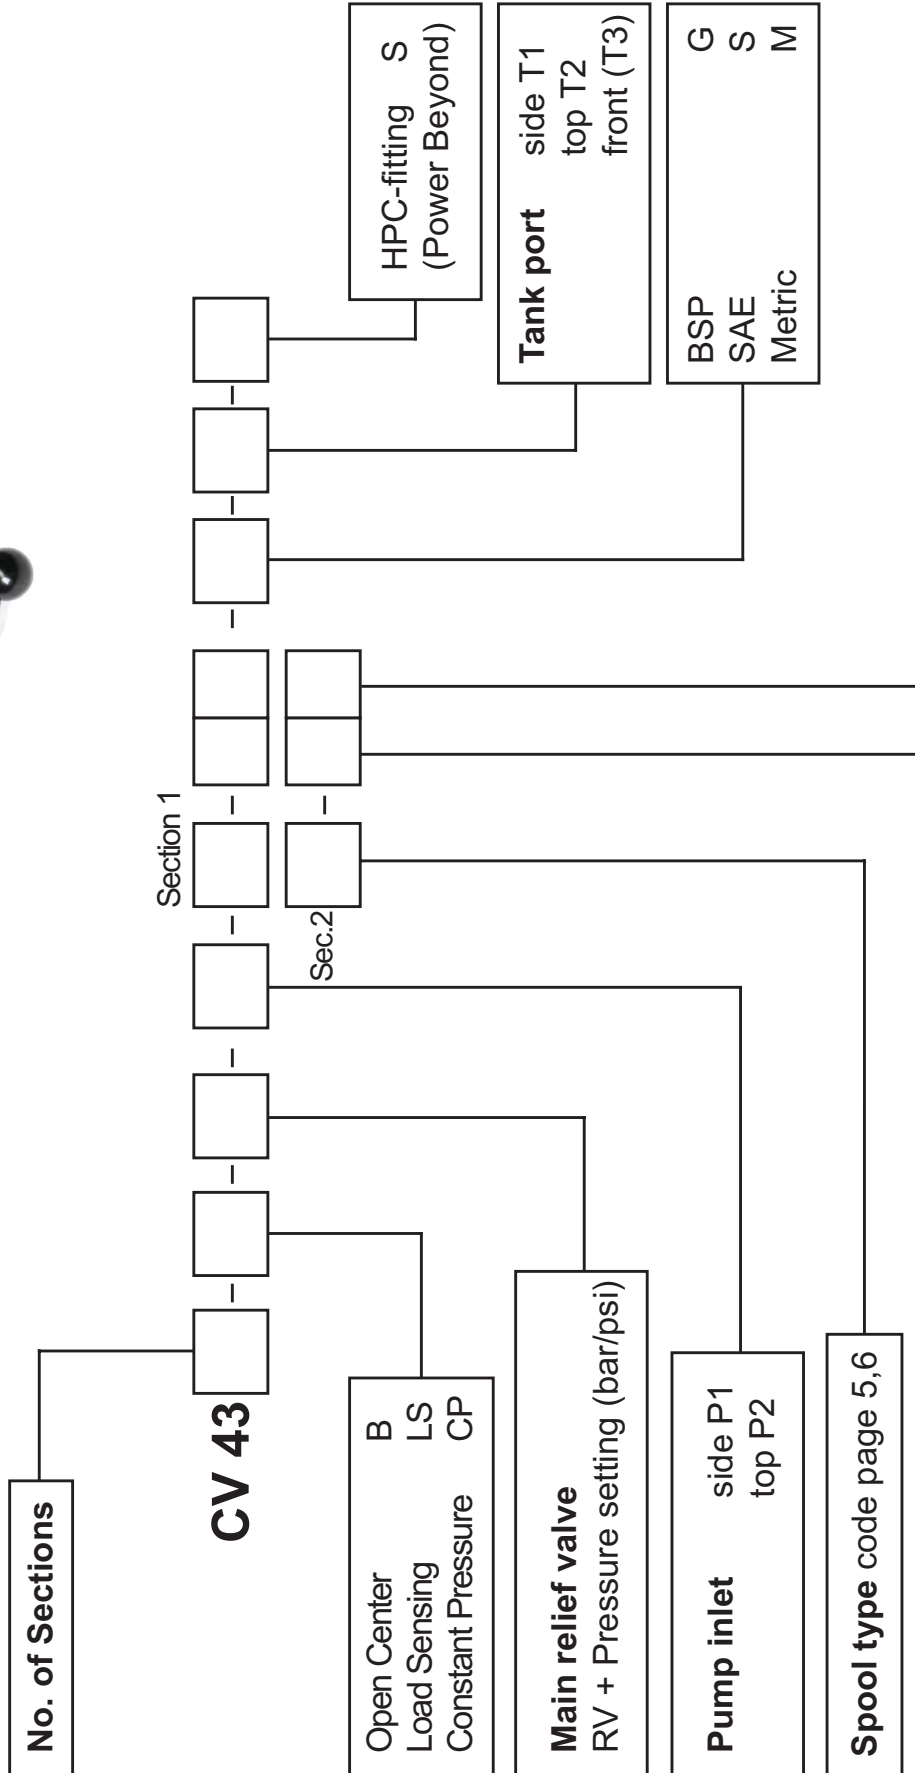 No. of Sections
CV 43
Section 1
Sec.2
Open Center B
Load Sensing LS
Constant Pressure CP
Main relief valve
RV + Pressure setting (bar/psi)
Pump inlet side P1
top P2
Spool type code page 5,6
HPC-fitting S
(Power Beyond)
Tank port side T1
top T2
front (T3)
BSP G
SAE S
Metric M